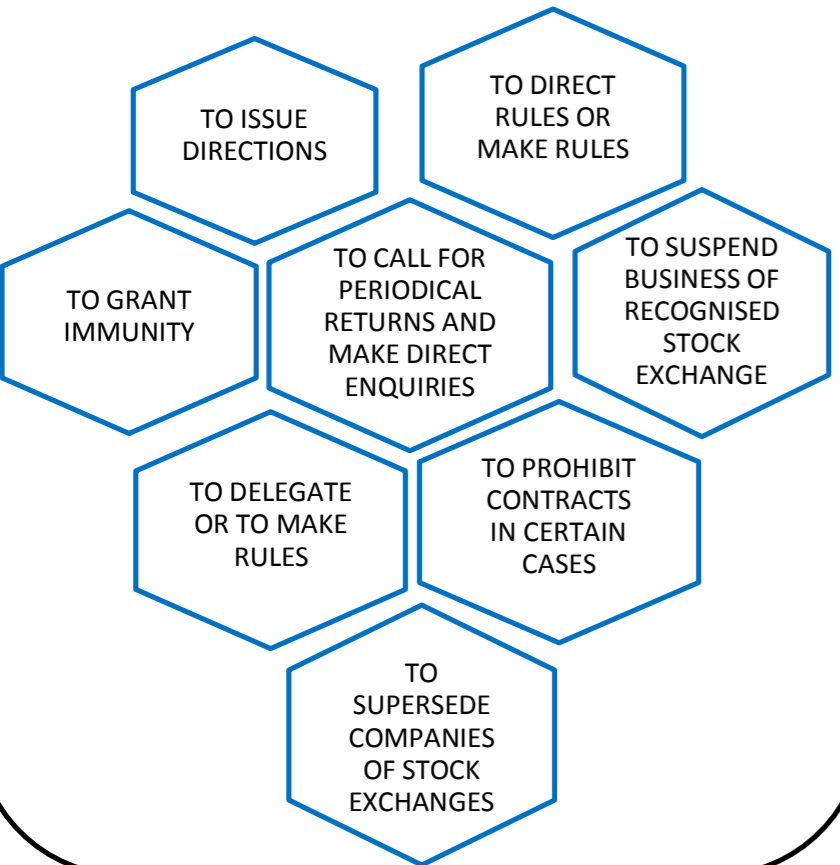 TO ISSUE
DIRECTIONS
TO DIRECT
RULES OR
MAKE RULES
TO GRANT
IMMUNITY
TO CALL FOR
PERIODICAL
RETURNS AND
MAKE DIRECT
ENQUIRIES
TO SUSPEND
BUSINESS OF
RECOGNISED
STOCK
EXCHANGE
TO DELEGATE
OR TO MAKE
RULES
TO PROHIBIT
CONTRACTS
IN CERTAIN
CASES
TO
SUPERSEDE
COMPANIES
OF STOCK
EXCHANGES